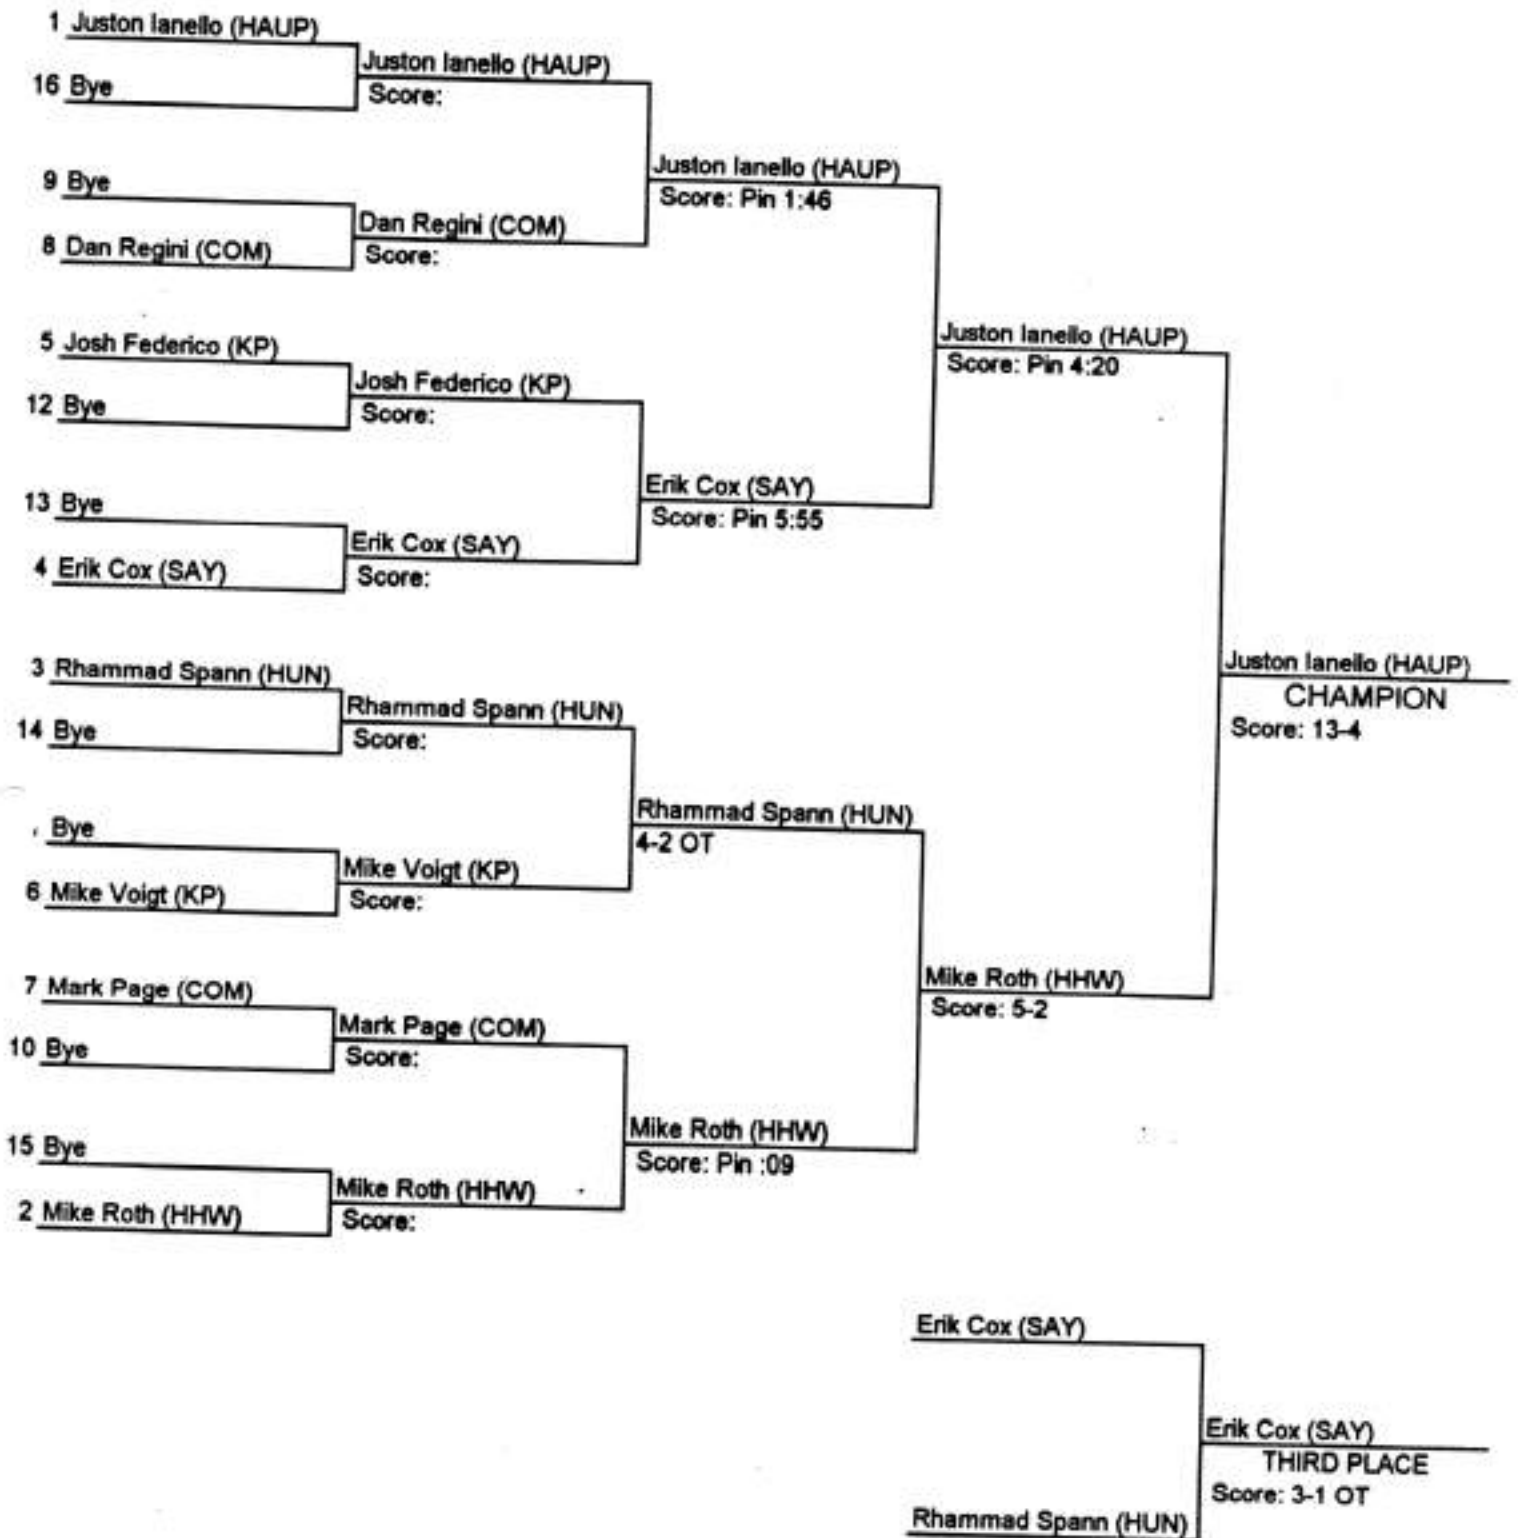 1 Juston Ianello (HAUP)
Juston Ianello (HAUP)
16 Bye
Score:
Juston Ianello (HAUP)
Score: Pin 1:46
9 Bye
Dan Regini (COM)
8 Dan Regini (COM)
Score:
Juston Ianello (HAUP)
Score: Pin 4:20
5 Josh Federico (KP)
Josh Federico (KP)
12 Bye
Score:
Erik Cox (SAY)
Score: Pin 5:55
13 Bye
Erik Cox (SAY)
4 Erik Cox (SAY)
Score:
Juston Ianello (HAUP)
CHAMPION
Score: 13-4
3 Rhammad Spann (HUN)
Rhammad Spann (HUN)
14 Bye
Score:
Rhammad Spann (HUN)
4-2 OT
Bye
Mike Voigt (KP)
6 Mike Voigt (KP)
Score:
Mike Roth (HHW)
Score: 5-2
7 Mark Page (COM)
Mark Page (COM)
10 Bye
Score:
Mike Roth (HHW)
Score: Pin :09
15 Bye
Mike Roth (HHW)
2 Mike Roth (HHW)
Score:
Erik Cox (SAY)
Erik Cox (SAY)
THIRD PLACE
Score: 3-1 OT
Rhammad Spann (HUN)